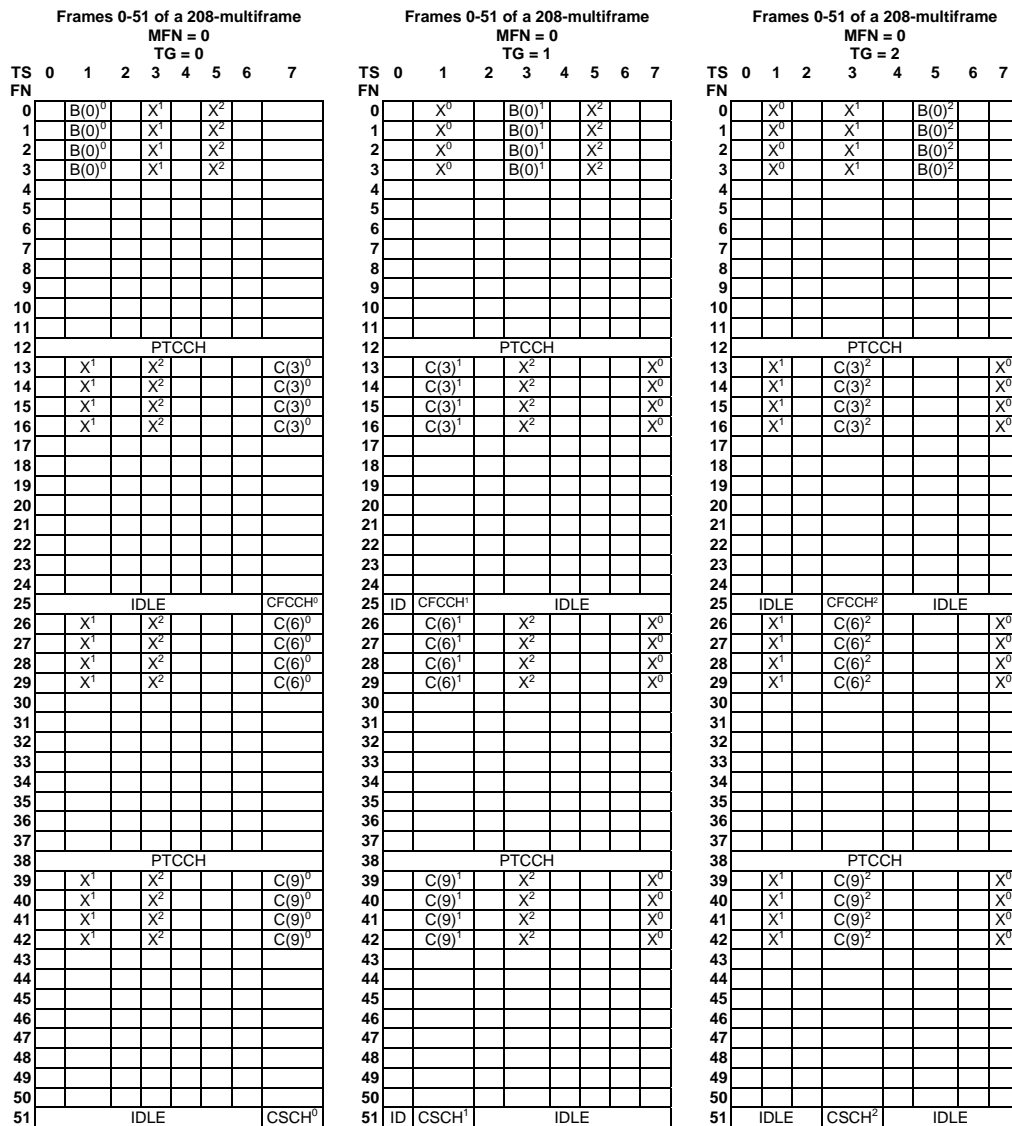 Frames 0-51 of a 208-multiframe
MFN = 0
TG = 0
TS 0 1 2 3 4 5 6 7
FN
0 B(0)⁰ X¹ X²
1 B(0)⁰ X¹ X²
2 B(0)⁰ X¹ X²
3 B(0)⁰ X¹ X²
4
5
6
7
8
9
10
11
12 PTCCH
13 X¹ X² C(3)⁰
14 X¹ X² C(3)⁰
15 X¹ X² C(3)⁰
16 X¹ X² C(3)⁰
17
18
19
20
21
22
23
24
25 IDLE CFCCH⁰
26 X¹ X² C(6)⁰
27 X¹ X² C(6)⁰
28 X¹ X² C(6)⁰
29 X¹ X² C(6)⁰
30
31
32
33
34
35
36
37
38 PTCCH
39 X¹ X² C(9)⁰
40 X¹ X² C(9)⁰
41 X¹ X² C(9)⁰
42 X¹ X² C(9)⁰
43
44
45
46
47
48
49
50
51 IDLE CSCH⁰
Frames 0-51 of a 208-multiframe
MFN = 0
TG = 1
TS 0 1 2 3 4 5 6 7
FN
0 X⁰ B(0)¹ X²
1 X⁰ B(0)¹ X²
2 X⁰ B(0)¹ X²
3 X⁰ B(0)¹ X²
4
5
6
7
8
9
10
11
12 PTCCH
13 C(3)¹ X² X⁰
14 C(3)¹ X² X⁰
15 C(3)¹ X² X⁰
16 C(3)¹ X² X⁰
17
18
19
20
21
22
23
24
25 ID CFCCH¹ IDLE
26 C(6)¹ X² X⁰
27 C(6)¹ X² X⁰
28 C(6)¹ X² X⁰
29 C(6)¹ X² X⁰
30
31
32
33
34
35
36
37
38 PTCCH
39 C(9)¹ X² X⁰
40 C(9)¹ X² X⁰
41 C(9)¹ X² X⁰
42 C(9)¹ X² X⁰
43
44
45
46
47
48
49
50
51 ID CSCH¹ IDLE
Frames 0-51 of a 208-multiframe
MFN = 0
TG = 2
TS 0 1 2 3 4 5 6 7
FN
0 X⁰ X¹ B(0)²
1 X⁰ X¹ B(0)²
2 X⁰ X¹ B(0)²
3 X⁰ X¹ B(0)²
4
5
6
7
8
9
10
11
12 PTCCH
13 X¹ C(3)² X⁰
14 X¹ C(3)² X⁰
15 X¹ C(3)² X⁰
16 X¹ C(3)² X⁰
17
18
19
20
21
22
23
24
25 IDLE CFCCH² IDLE
26 X¹ C(6)² X⁰
27 X¹ C(6)² X⁰
28 X¹ C(6)² X⁰
29 X¹ C(6)² X⁰
30
31
32
33
34
35
36
37
38 PTCCH
39 X¹ C(9)² X⁰
40 X¹ C(9)² X⁰
41 X¹ C(9)² X⁰
42 X¹ C(9)² X⁰
43
44
45
46
47
48
49
50
51 IDLE CSCH² IDLE